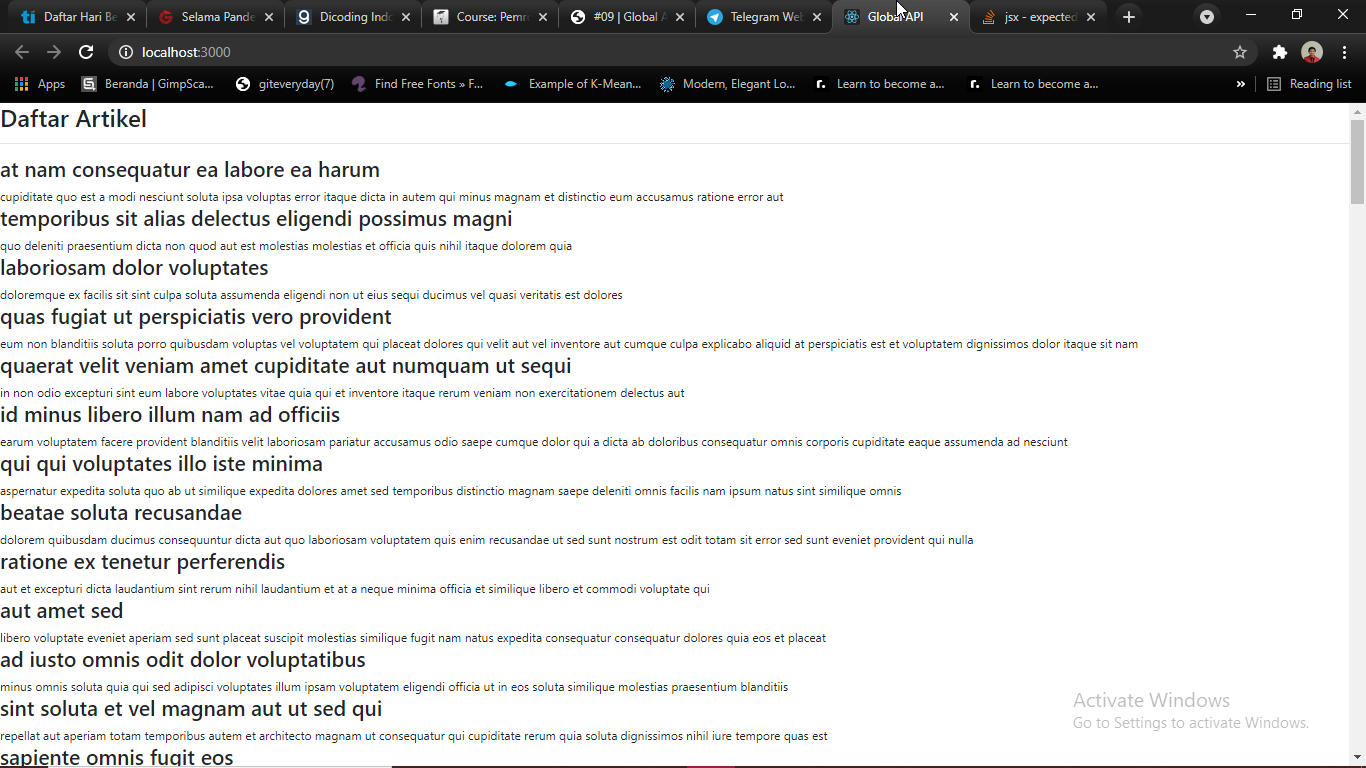 Daftar Hari Be
Selama Pande
Dicoding Indo
Course: Pemr
#09 | Global A
Telegram Web
Global API
jsx - expected
localhost:3000
Apps
Beranda | GimpSca...
giteveryday(7)
Find Free Fonts » F...
Example of K-Mean...
Modern, Elegant Lo...
Learn to become a...
Learn to become a...
»
Reading list
Daftar Artikel
at nam consequatur ea labore ea harum
cupiditate quo est a modi nesciunt soluta ipsa voluptas error itaque dicta in autem qui minus magnam et distinctio eum accusamus ratione error aut
temporibus sit alias delectus eligendi possimus magni
quo deleniti praesentium dicta non quod aut est molestias molestias et officia quis nihil itaque dolorem quia
laboriosam dolor voluptates
doloremque ex facilis sit sint culpa soluta assumenda eligendi non ut eius sequi ducimus vel quasi veritatis est dolores
quas fugiat ut perspiciatis vero provident
eum non blanditiis soluta porro quibusdam voluptas vel voluptatem qui placeat dolores qui velit aut vel inventore aut cumque culpa explicabo aliquid at perspiciatis est et voluptatem dignissimos dolor itaque sit nam
quaerat velit veniam amet cupiditate aut numquam ut sequi
in non odio excepturi sint eum labore voluptates vitae quia qui et inventore itaque rerum veniam non exercitationem delectus aut
id minus libero illum nam ad officiis
earum voluptatem facere provident blanditiis velit laboriosam pariatur accusamus odio saepe cumque dolor qui a dicta ab doloribus consequatur omnis corporis cupiditate eaque assumenda ad nesciunt
qui qui voluptates illo iste minima
aspernatur expedita soluta quo ab ut similique expedita dolores amet sed temporibus distinctio magnam saepe deleniti omnis facilis nam ipsum natus sint similique omnis
beatae soluta recusandae
dolorem quibusdam ducimus consequuntur dicta aut quo laboriosam voluptatem quis enim recusandae ut sed sunt nostrum est odit totam sit error sed sunt eveniet provident qui nulla
ratione ex tenetur perferendis
aut et excepturi dicta laudantium sint rerum nihil laudantium et at a neque minima officia et similique libero et commodi voluptate qui
aut amet sed
libero voluptate eveniet aperiam sed sunt placeat suscipit molestias similique fugit nam natus expedita consequatur consequatur dolores quia eos et placeat
ad iusto omnis odit dolor voluptatibus
minus omnis soluta quia qui sed adipisci voluptates illum ipsam voluptatem eligendi officia ut in eos soluta similique molestias praesentium blanditiis
sint soluta et vel magnam aut ut sed qui
repellat aut aperiam totam temporibus autem et architecto magnam ut consequatur qui cupiditate rerum quia soluta dignissimos nihil iure tempore quas est
sapiente omnis fugit eos
Activate Windows
Go to Settings to activate Windows.